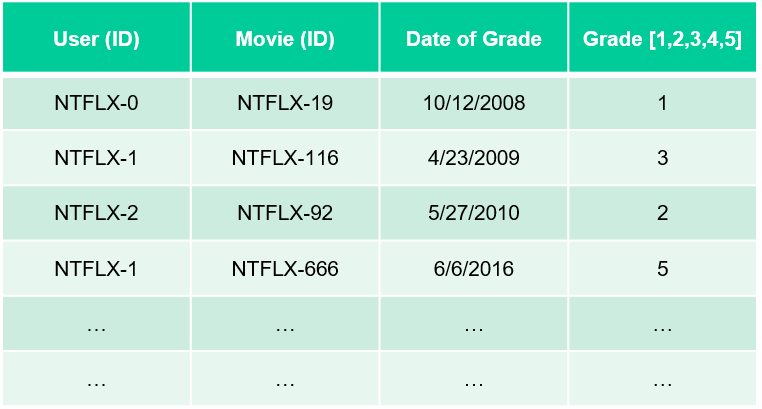 User (ID) Movie (ID) Date of Grade Grade [1,2,3,4,5]
NTFLX-0 NTFLX-19 10/12/2008 1
NTFLX-1 NTFLX-116 4/23/2009 3
NTFLX-2 NTFLX-92 5/27/2010 2
NTFLX-1 NTFLX-666 6/6/2016 5
… … … …
… … … …